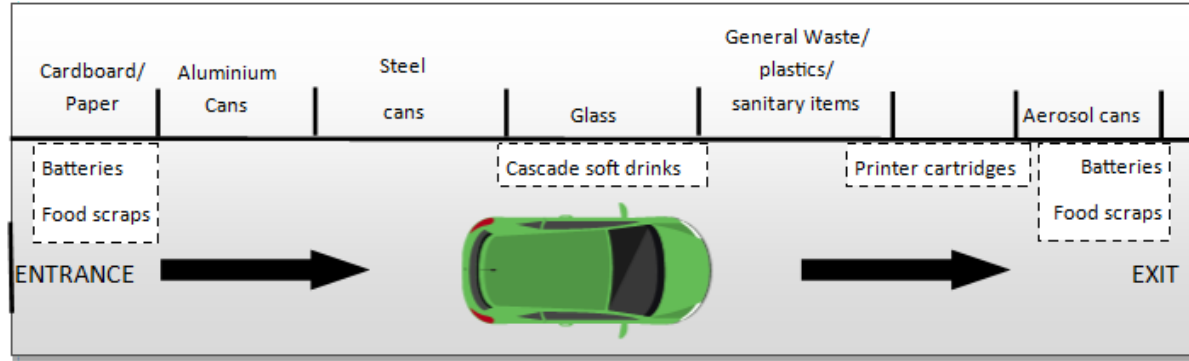 Cardboard/
Paper
Aluminium
Cans
Steel
cans
Glass
General Waste/
plastics/
sanitary items
Aerosol cans
Batteries
Food scraps
Cascade soft drinks
Printer cartridges
Batteries
Food scraps
ENTRANCE
EXIT